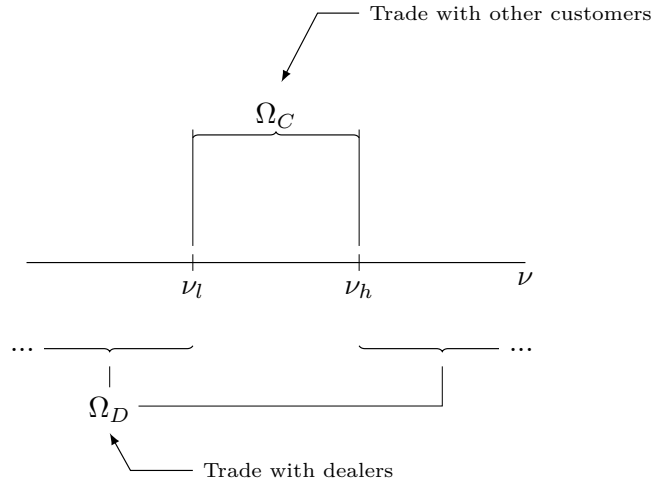 Trade with other customers
Ω_C
ν_l ν_h ν
... ...
Ω_D
Trade with dealers